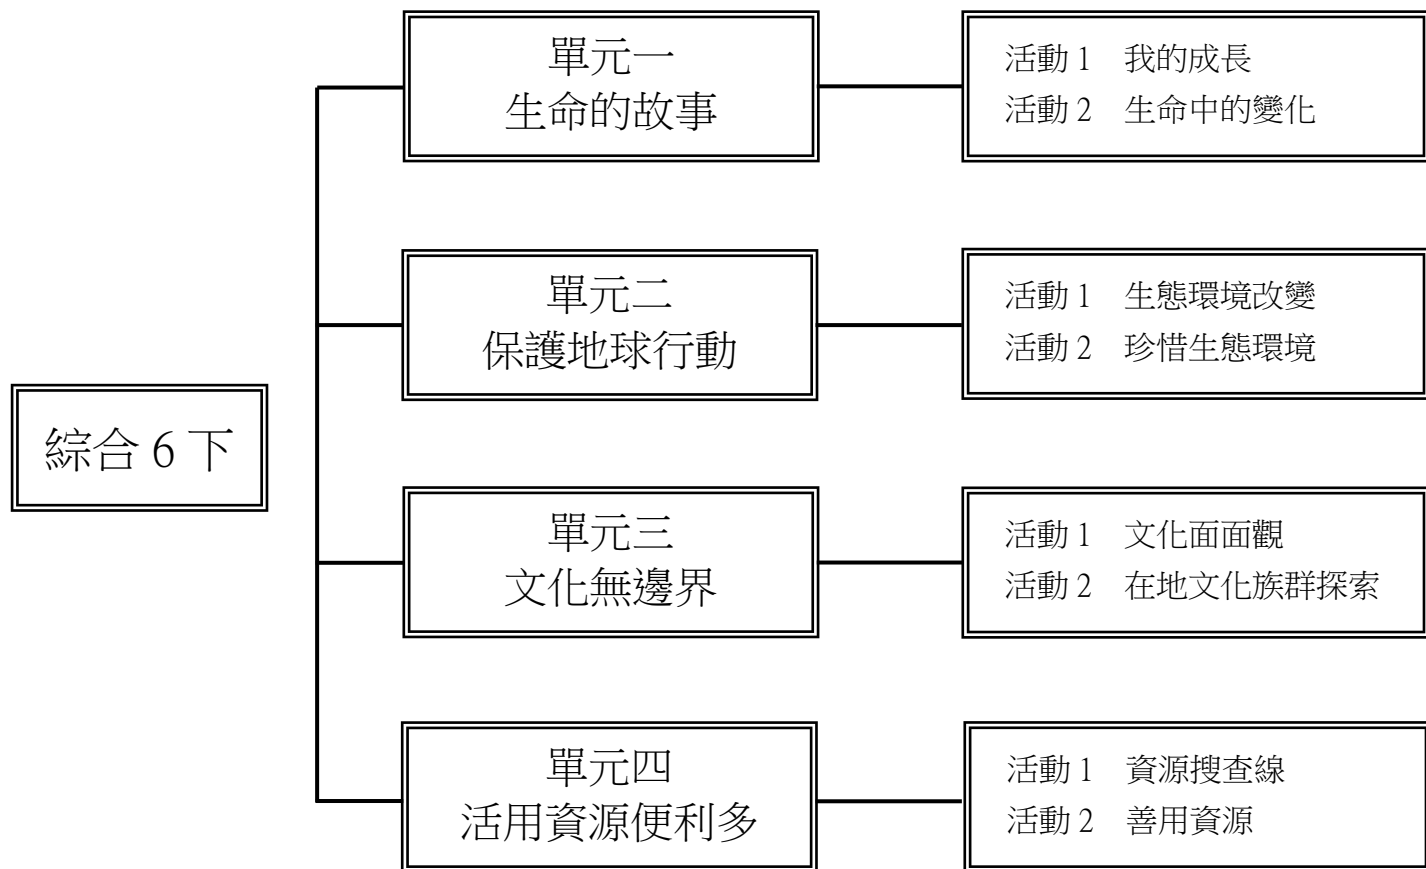 綜合 6 下
單元一
生命的故事
活動 1　我的成長
活動 2　生命中的變化
單元二
保護地球行動
活動 1　生態環境改變
活動 2　珍惜生態環境
單元三
文化無邊界
活動 1　文化面面觀
活動 2　在地文化族群探索
單元四
活用資源便利多
活動 1　資源搜查線
活動 2　善用資源